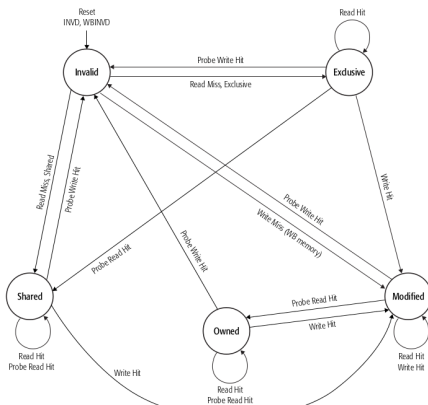 Reset
INVD, WBINVD
Read Hit
Invalid
Exclusive
Probe Write Hit
Read Miss, Exclusive
Read Miss, Shared
Probe Write Hit
Probe Write Hit
Write Miss (WB memory)
Write Hit
Probe Write Hit
Probe Read Hit
Shared
Owned
Modified
Probe Read Hit
Write Hit
Read Hit
Probe Read Hit
Read Hit
Write Hit
Write Hit
Read Hit
Probe Read Hit